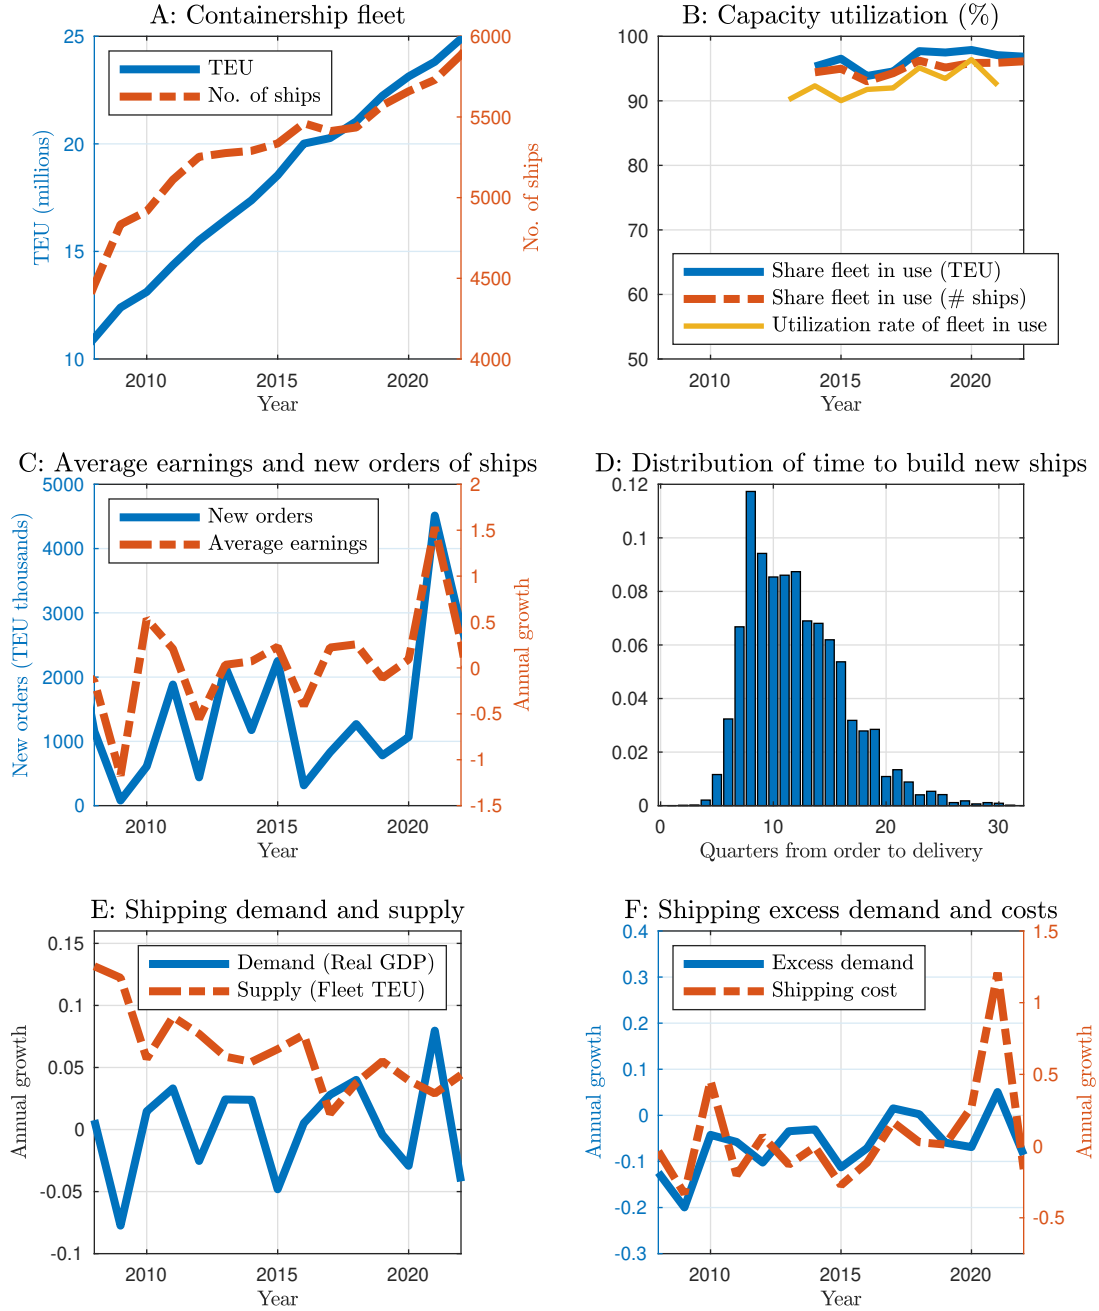 A: Containership fleet
TEU
No. of ships
25
20
15
10
6000
5500
5000
4500
4000
TEU (millions)
No. of ships
2010
2015
2020
Year
B: Capacity utilization (%)
100
90
80
70
60
50
Share fleet in use (TEU)
Share fleet in use (# ships)
Utilization rate of fleet in use
2010
2015
2020
Year
C: Average earnings and new orders of ships
New orders
Average earnings
5000
4000
3000
2000
1000
0
2
1.5
1
0.5
0
-0.5
-1
-1.5
New orders (TEU thousands)
Annual growth
2010
2015
2020
Year
D: Distribution of time to build new ships
0.12
0.1
0.08
0.06
0.04
0.02
0
0
10
20
30
Quarters from order to delivery
E: Shipping demand and supply
Demand (Real GDP)
Supply (Fleet TEU)
0.15
0.1
0.05
0
-0.05
-0.1
Annual growth
2010
2015
2020
Year
F: Shipping excess demand and costs
Excess demand
Shipping cost
0.4
0.3
0.2
0.1
0
-0.1
-0.2
-0.3
1.5
1
0.5
0
-0.5
Annual growth
Annual growth
2010
2015
2020
Year